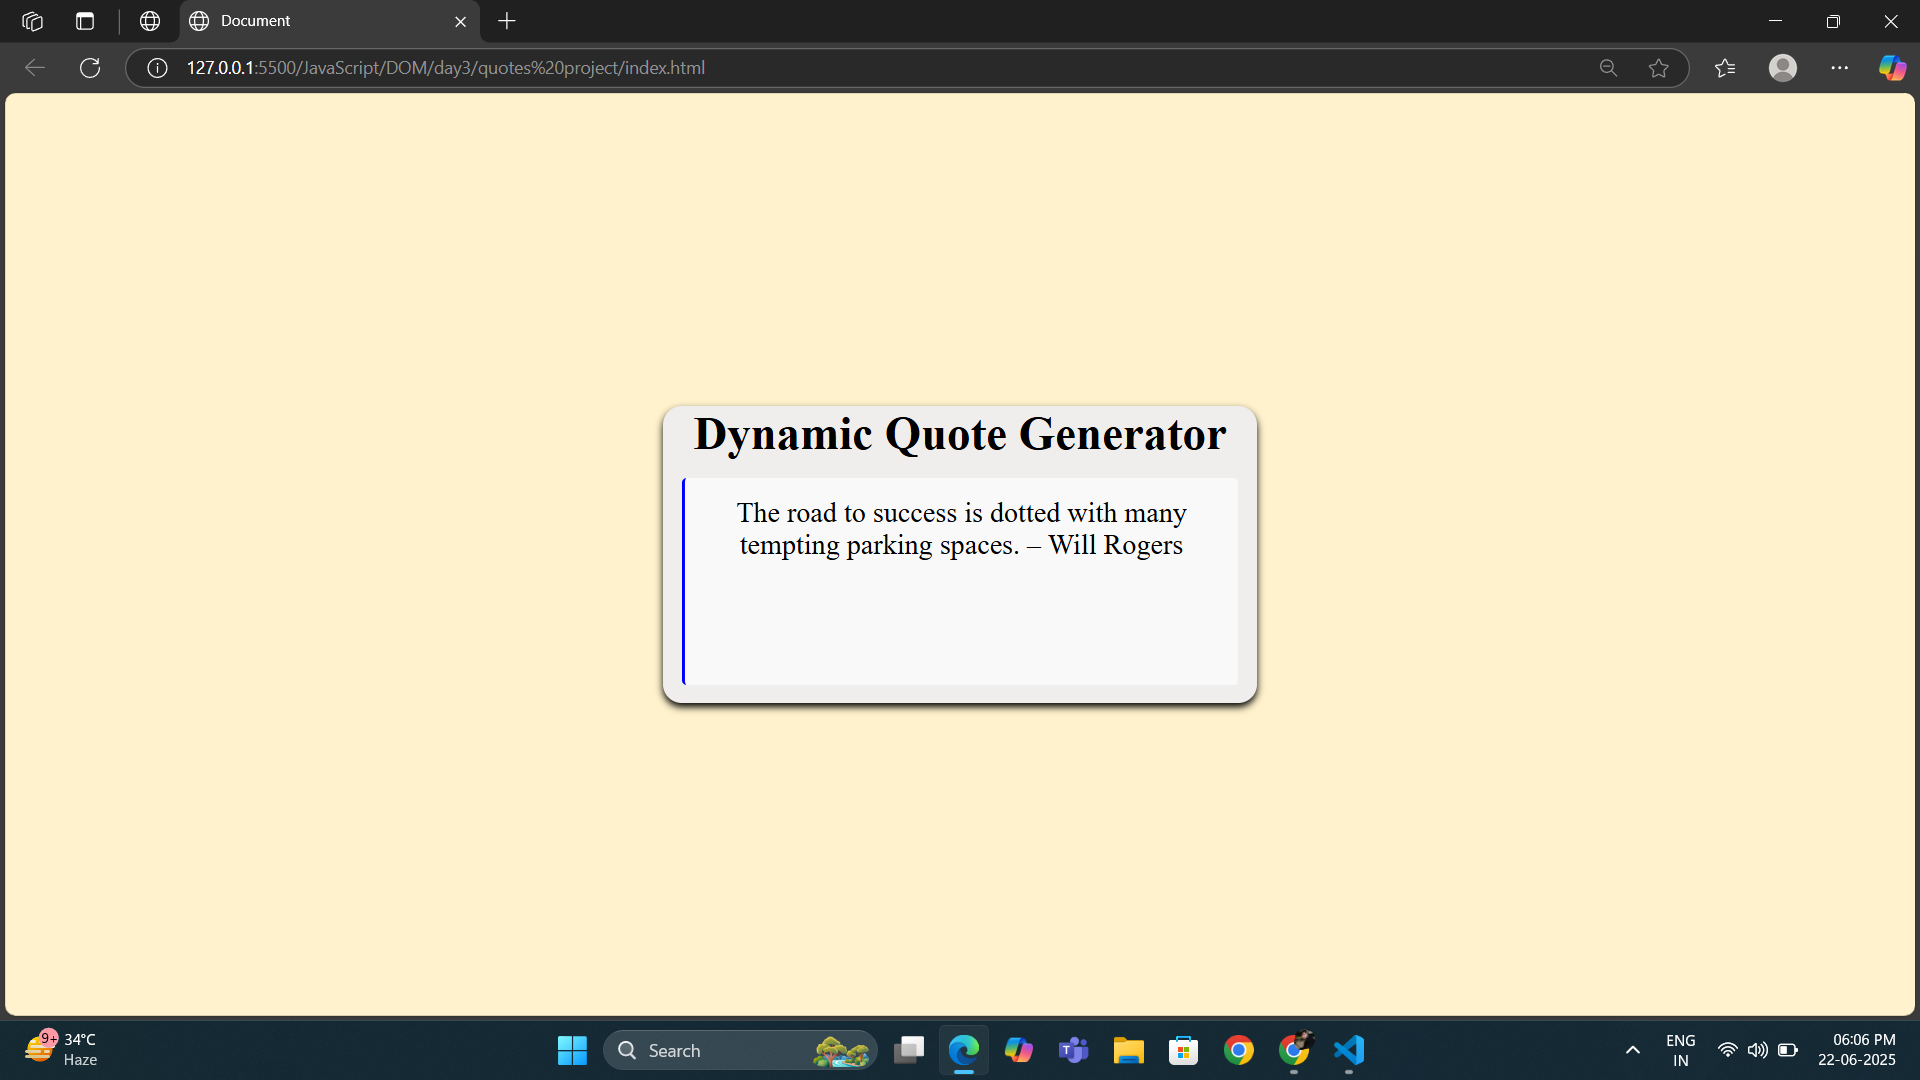 Document
127.0.0.1:5500/JavaScript/DOM/day3/quotes%20project/index.html
Dynamic Quote Generator
The road to success is dotted with many
tempting parking spaces. – Will Rogers
9+
34°C
Haze
Search
T
ENG
IN
06:06 PM
22-06-2025